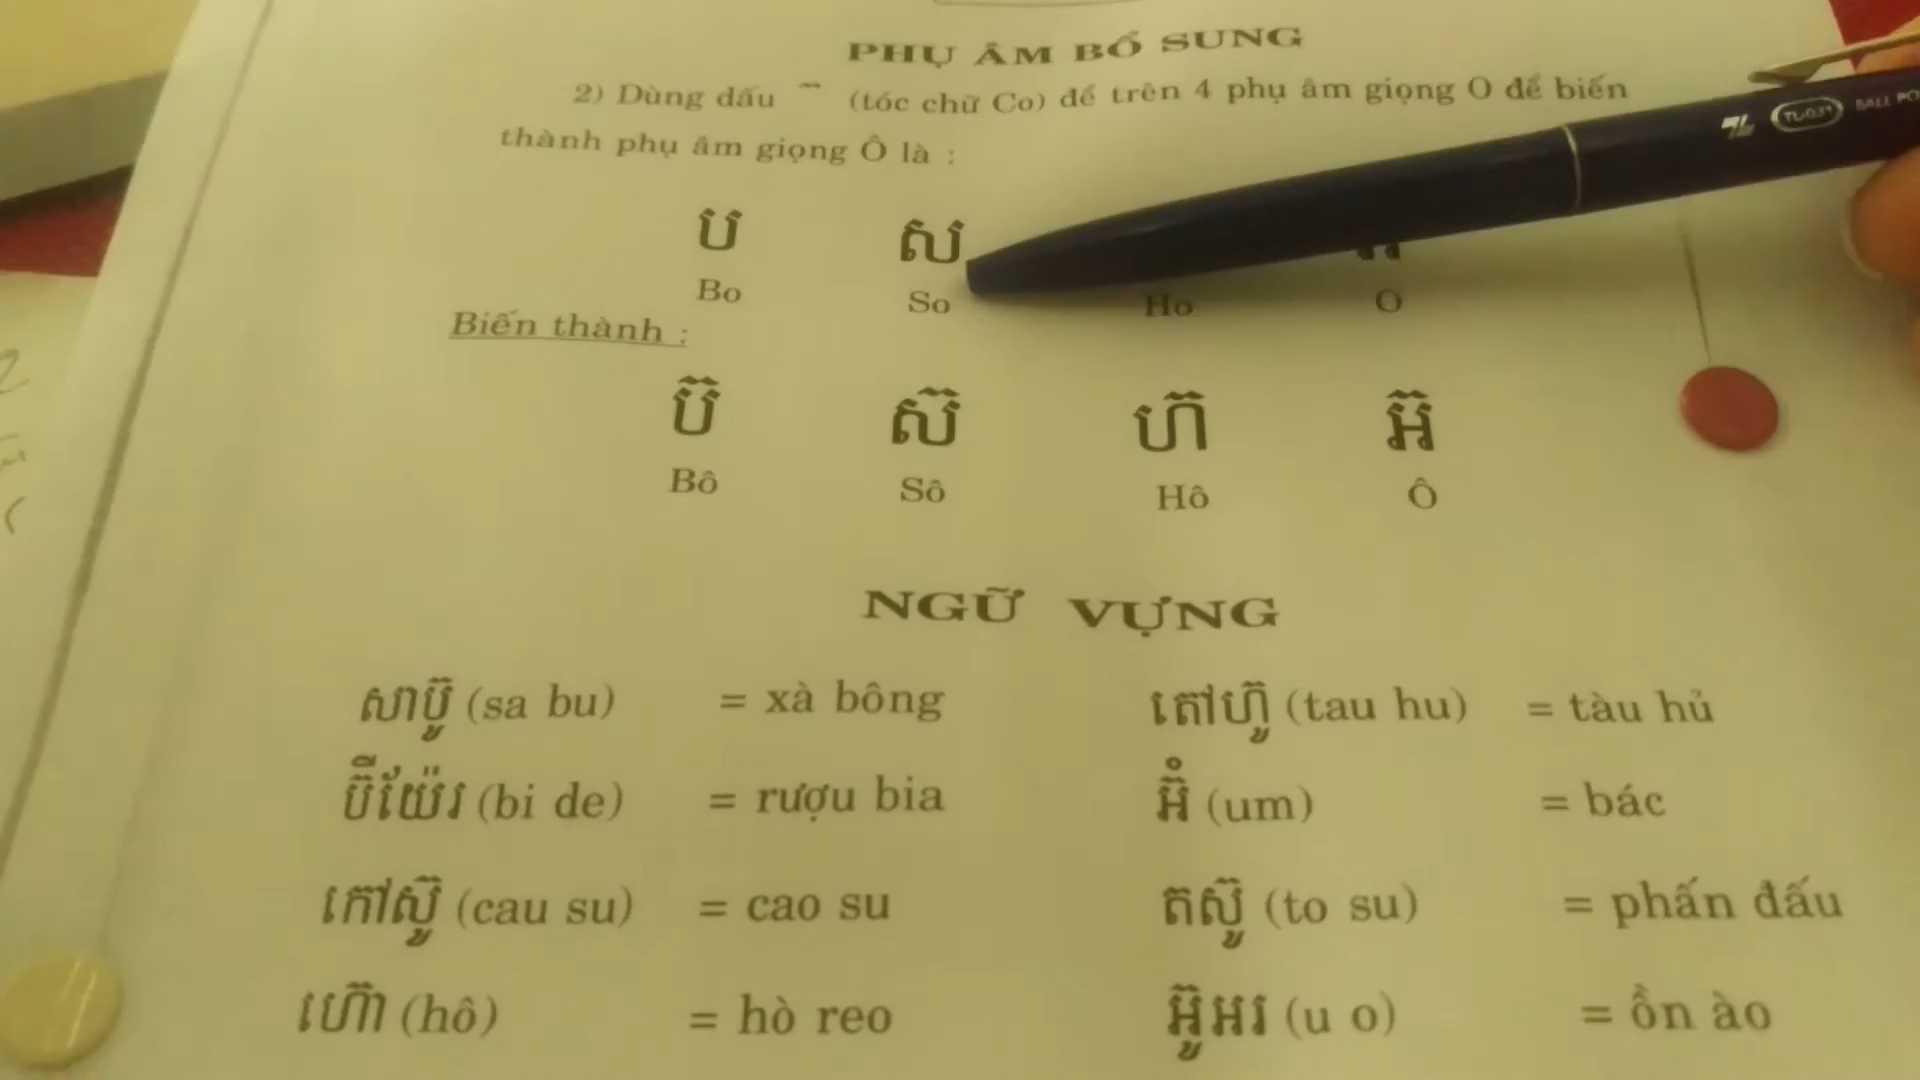 PHỤ ÂM BỔ SUNG
2) Dùng dấu ៊ (tóc chữ Co) để trên 4 phụ âm giọng O để biến
thành phụ âm giọng Ô là :
ប ស
Bo So Ho O
Biến thành :
ប៊ ស៊ ហ៊ អ៊
Bô Sô Hô Ô
NGỮ VỰNG
សាប៊ូ (sa bu) = xà bông តៅហ៊ូ (tau hu) = tàu hủ
ប៊ីយ៉ែរ (bi de) = rượu bia អ៊ំ (um) = bác
កៅស៊ូ (cau su) = cao su តស៊ូ (to su) = phấn đấu
ហ៊ោ (hô) = hò reo អ៊ូអរ (u o) = ồn ào
TL-031 BALL